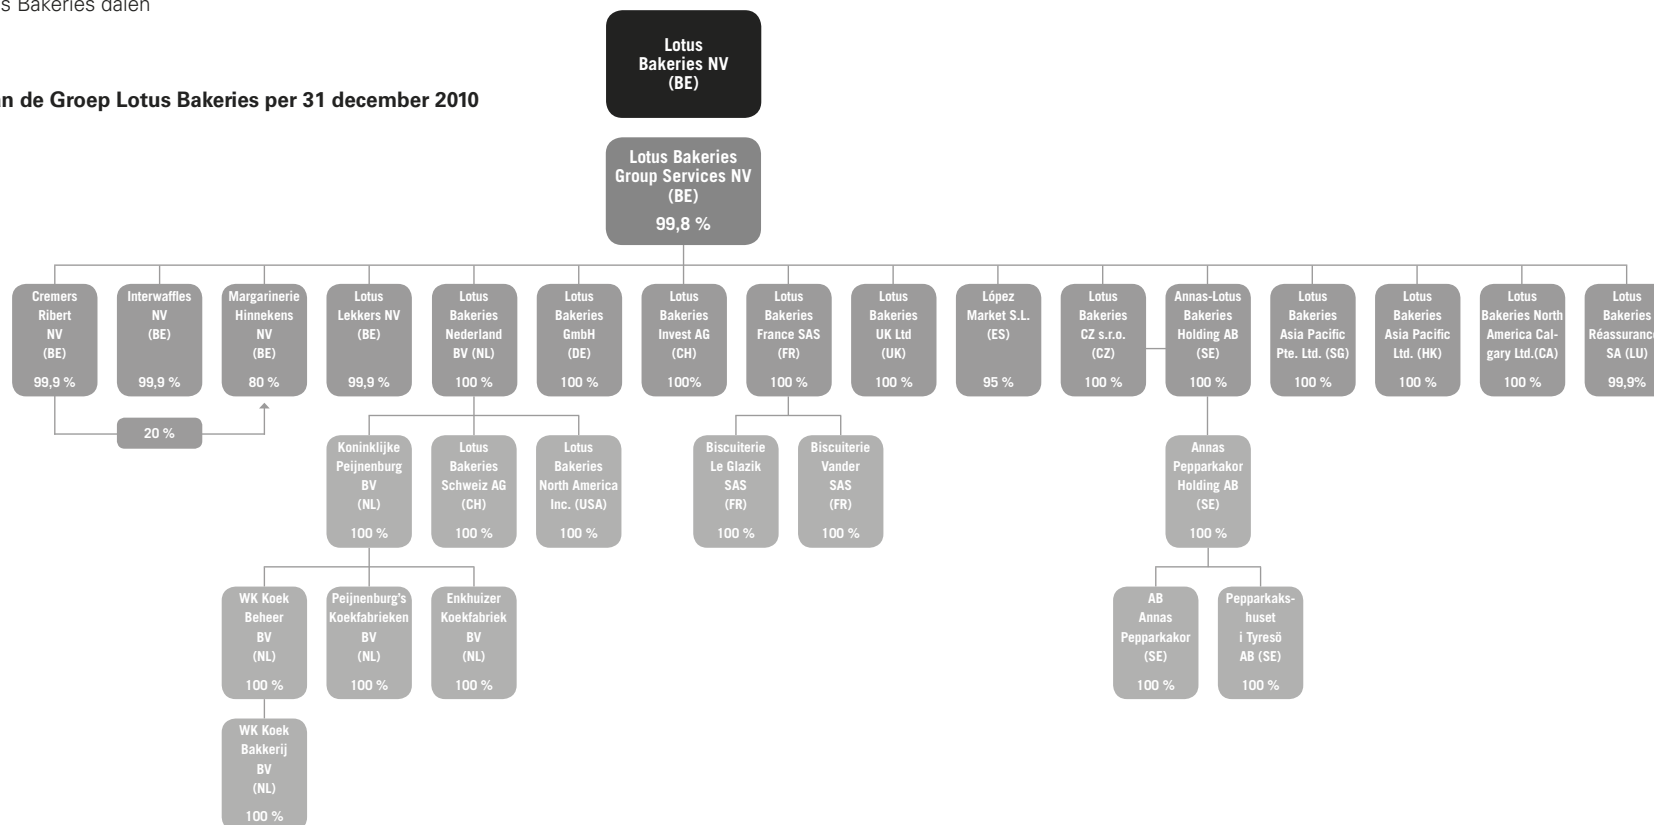 s Bakeries dalen
an de Groep Lotus Bakeries per 31 december 2010
Lotus
Bakeries NV
(BE)
Lotus Bakeries
Group Services NV
(BE)
99,8 %
Cremers
Ribert
NV
(BE)
99,9 %
Interwaffles
NV
(BE)
99,9 %
Margarinerie
Hinnekens
NV
(BE)
80 %
Lotus
Lekkers NV
(BE)
99,9 %
Lotus
Bakeries
Nederland
BV (NL)
100 %
Lotus
Bakeries
GmbH
(DE)
100 %
Lotus
Bakeries
Invest AG
(CH)
100%
Lotus
Bakeries
France SAS
(FR)
100 %
Lotus
Bakeries
UK Ltd
(UK)
100 %
López
Market S.L.
(ES)
95 %
Lotus
Bakeries
CZ s.r.o.
(CZ)
100 %
Annas-Lotus
Bakeries
Holding AB
(SE)
100 %
Lotus
Bakeries
Asia Pacific
Pte. Ltd. (SG)
100 %
Lotus
Bakeries
Asia Pacific
Ltd. (HK)
100 %
Lotus
Bakeries North
America Cal-
gary Ltd.(CA)
100 %
Lotus
Bakeries
Réassurance
SA (LU)
99,9%
20 %
Koninklijke
Peijnenburg
BV
(NL)
100 %
Lotus
Bakeries
Schweiz AG
(CH)
100 %
Lotus
Bakeries
North America
Inc. (USA)
100 %
Biscuiterie
Le Glazik
SAS
(FR)
100 %
Biscuiterie
Vander
SAS
(FR)
100 %
Annas
Pepparkakor
Holding AB
(SE)
100 %
WK Koek
Beheer
BV
(NL)
100 %
Peijnenburg's
Koekfabrieken
BV
(NL)
100 %
Enkhuizer
Koekfabriek
BV
(NL)
100 %
AB
Annas
Pepparkakor
(SE)
100 %
Pepparkaks-
huset
i Tyresö
AB (SE)
100 %
WK Koek
Bakkerij
BV
(NL)
100 %